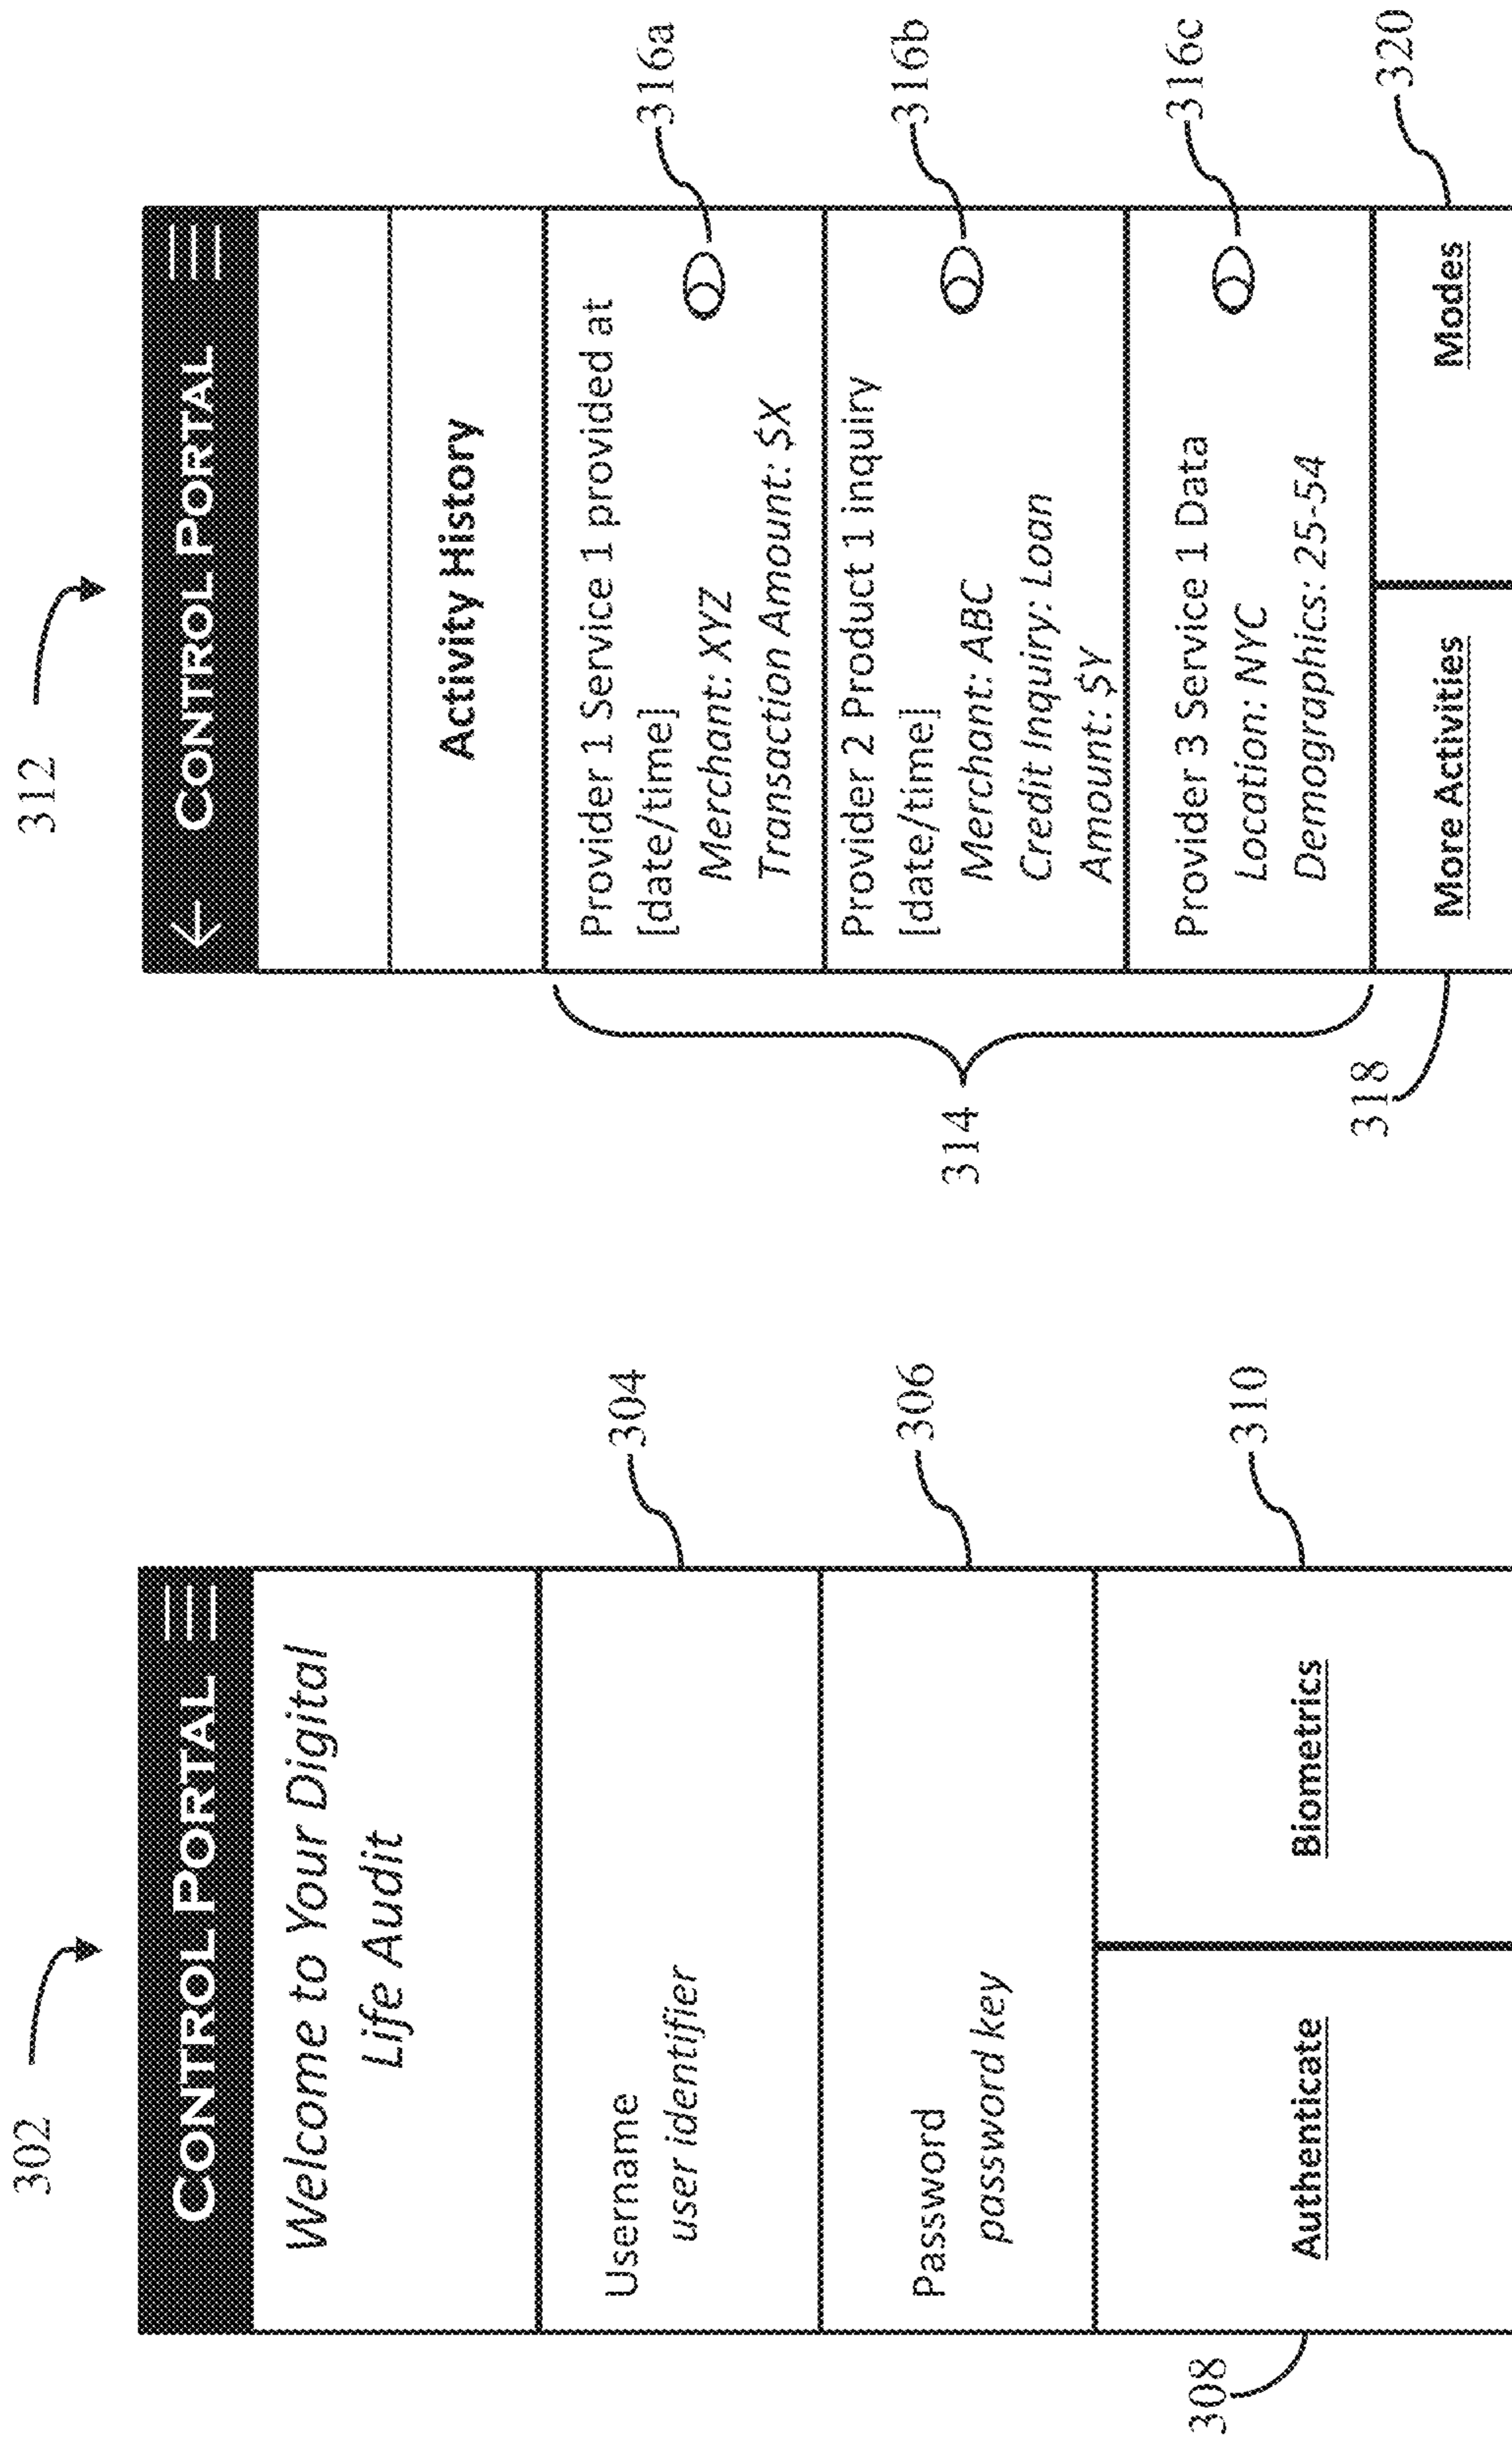 302
CONTROL PORTAL
Welcome to Your Digital
Life Audit
Username
user identifier
304
Password
password key
306
Authenticate
Biometrics
308
310
312
CONTROL PORTAL
Activity History
Provider 1 Service 1 provided at
[date/time]
Merchant: XYZ
Transaction Amount: $X
316a
Provider 2 Product 1 inquiry
[date/time]
Merchant: ABC
Credit Inquiry: Loan
Amount: $Y
316b
314
Provider 3 Service 1 Data
Location: NYC
Demographics: 25-54
316c
318
More Activities
Modes
320